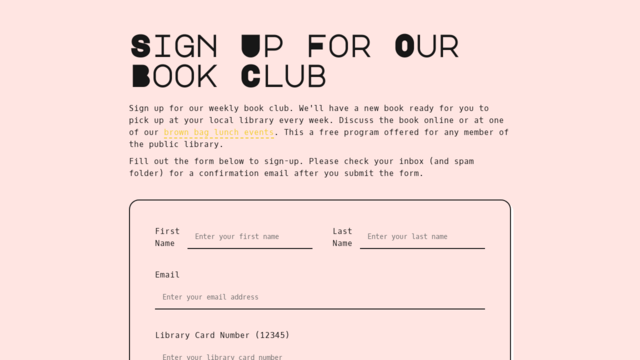 Sign Up For Our
Book Club
Sign up for our weekly book club. We'll have a new book ready for you to
pick up at your local library every week. Discuss the book online or at one
of our brown bag lunch events. This a free program offered for any member of
the public library.
Fill out the form below to sign-up. Please check your inbox (and spam
folder) for a confirmation email after you submit the form.
First Name
Enter your first name
Last Name
Enter your last name
Email
Enter your email address
Library Card Number (12345)
Enter your library card number